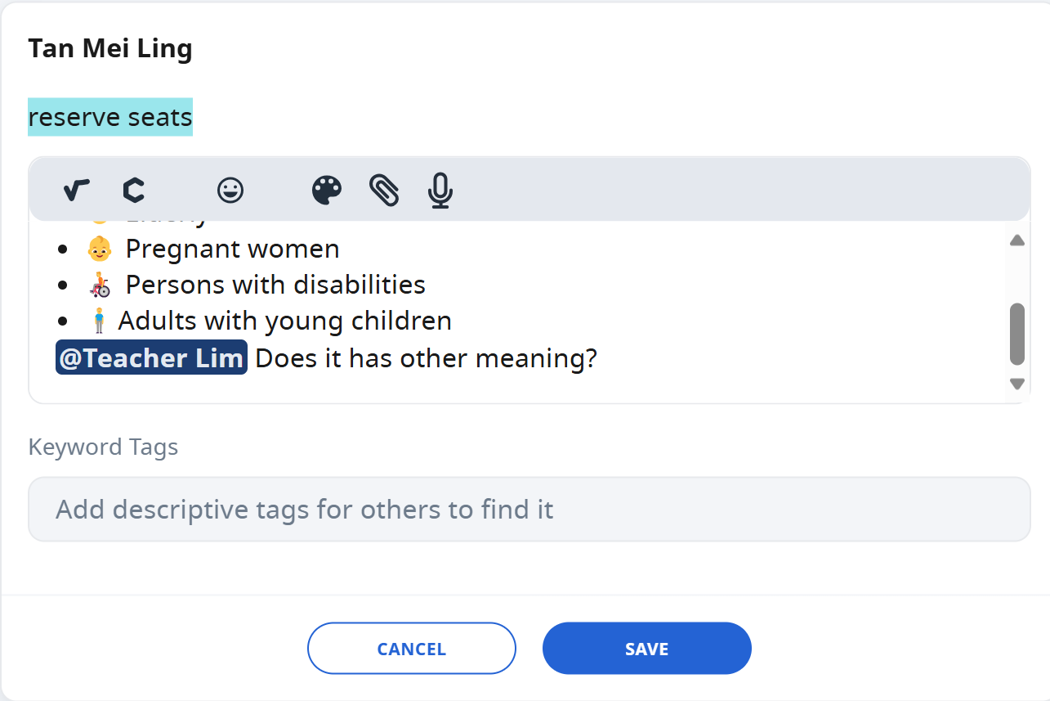 Tan Mei Ling
reserve seats
Elderly
Pregnant women
Persons with disabilities
Adults with young children
@Teacher Lim Does it has other meaning?
Keyword Tags
Add descriptive tags for others to find it
CANCEL
SAVE